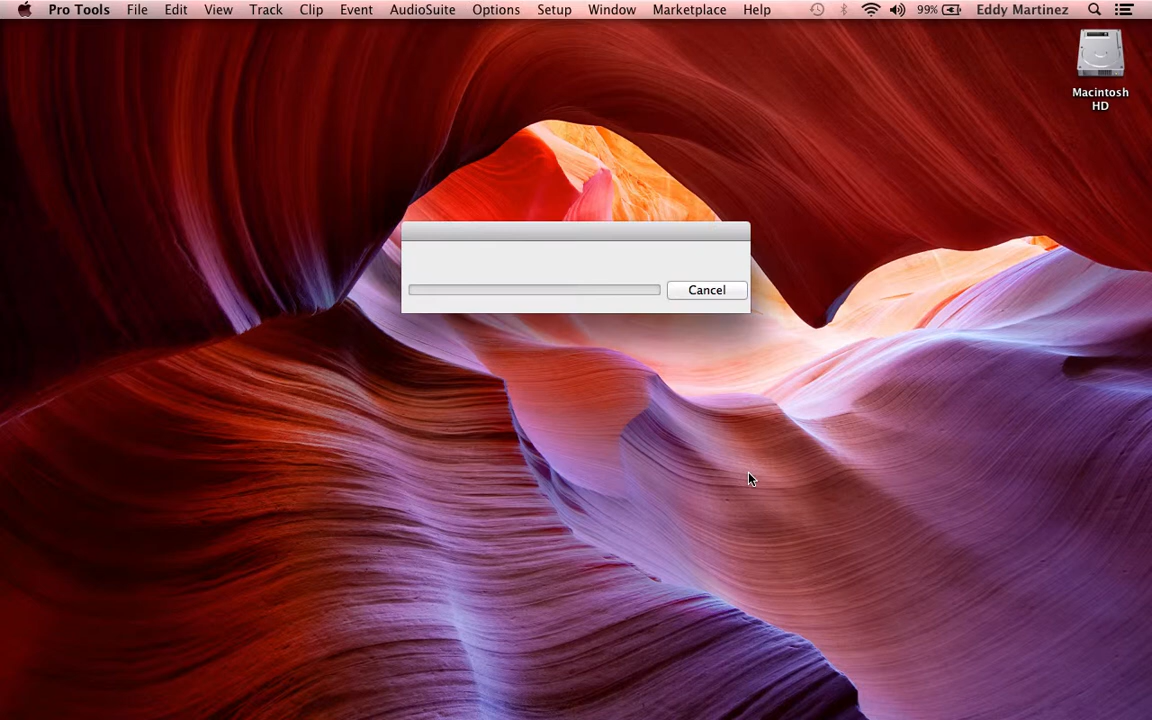 Pro Tools File Edit View Track Clip Event AudioSuite Options Setup Window Marketplace Help 99% Eddy Martinez
Macintosh
HD
Cancel